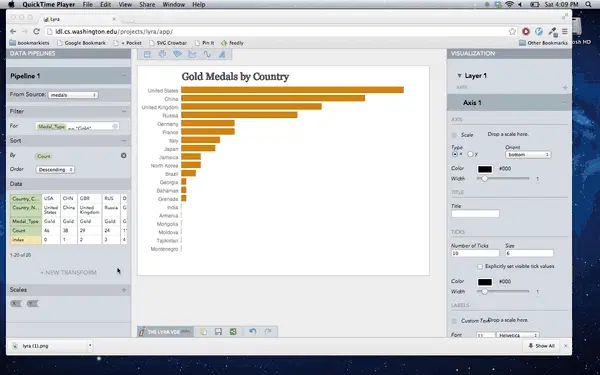 QuickTime Player File Edit View Window Help
Sat 4:09 PM
Lyra
idl.cs.washington.edu/projects/lyra/app/
bookmarklets Google Bookmark + Pocket SVG Crowbar Pin It feedly Other Bookmarks
DATA PIPELINES
VISUALIZATION
Pipeline 1
From Source: medals
Filter
For Medal_Type == "Gold"
Sort
By Count
Order Descending
Data
Country_C... USA CHN GBR RUS
Country_N... United States China United Kingdom Russia
Medal_Type Gold Gold Gold Gold
Count 46 38 29 24
index 0 1 2 3 4
1-20 of 20
+ NEW TRANSFORM
Scales
Gold Medals by Country
United States
China
United Kingdom
Russia
Germany
France
Italy
Japan
Jamaica
North Korea
Brazil
Georgia
Bahamas
Grenada
India
Armenia
Mongolia
Moldova
Tajikistan
Montenegro
THE LYRA VDE
Layer 1
AXES
Axis 1
AXIS
Scale Drop a scale here.
Type Orient
x y bottom
Color #000
Width 1
TITLE
Title
TICKS
Number of Ticks Size
10 6
Explicitly set visible tick values
Color #000
Width 1
LABELS
Custom Text Drop a scale here.
Font 11 Helvetica
lyra (1).png
Show All